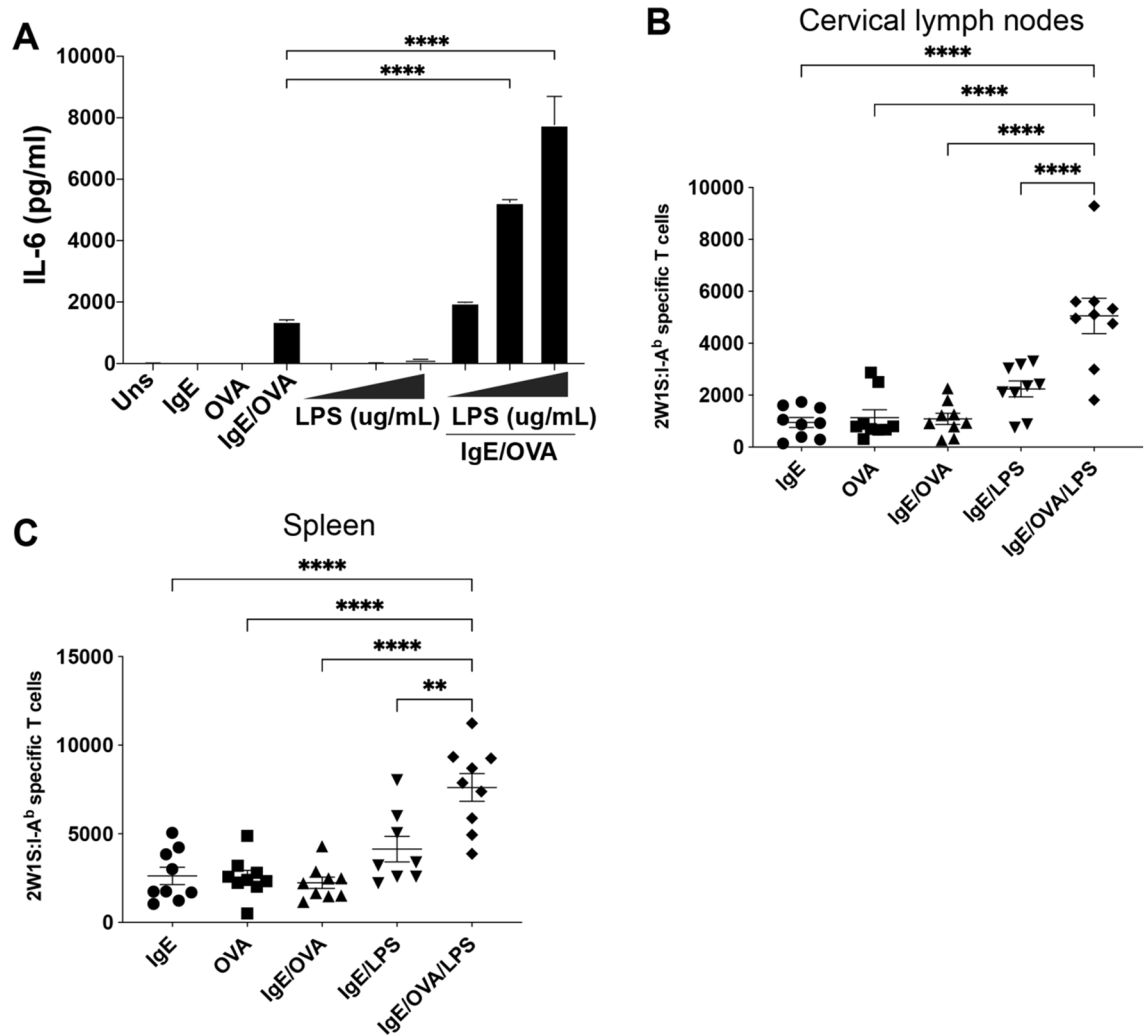 A
****
****
10000
8000
6000
4000
2000
0
IL-6 (pg/ml)
Uns
IgE
OVA
IgE/OVA
LPS (ug/mL)
LPS (ug/mL)
IgE/OVA
B
Cervical lymph nodes
****
****
****
****
10000
8000
6000
4000
2000
0
2W1S:I-Aᵇ specific T cells
IgE
OVA
IgE/OVA
IgE/LPS
IgE/OVA/LPS
C
Spleen
****
****
****
**
15000
10000
5000
0
2W1S:I-Aᵇ specific T cells
IgE
OVA
IgE/OVA
IgE/LPS
IgE/OVA/LPS